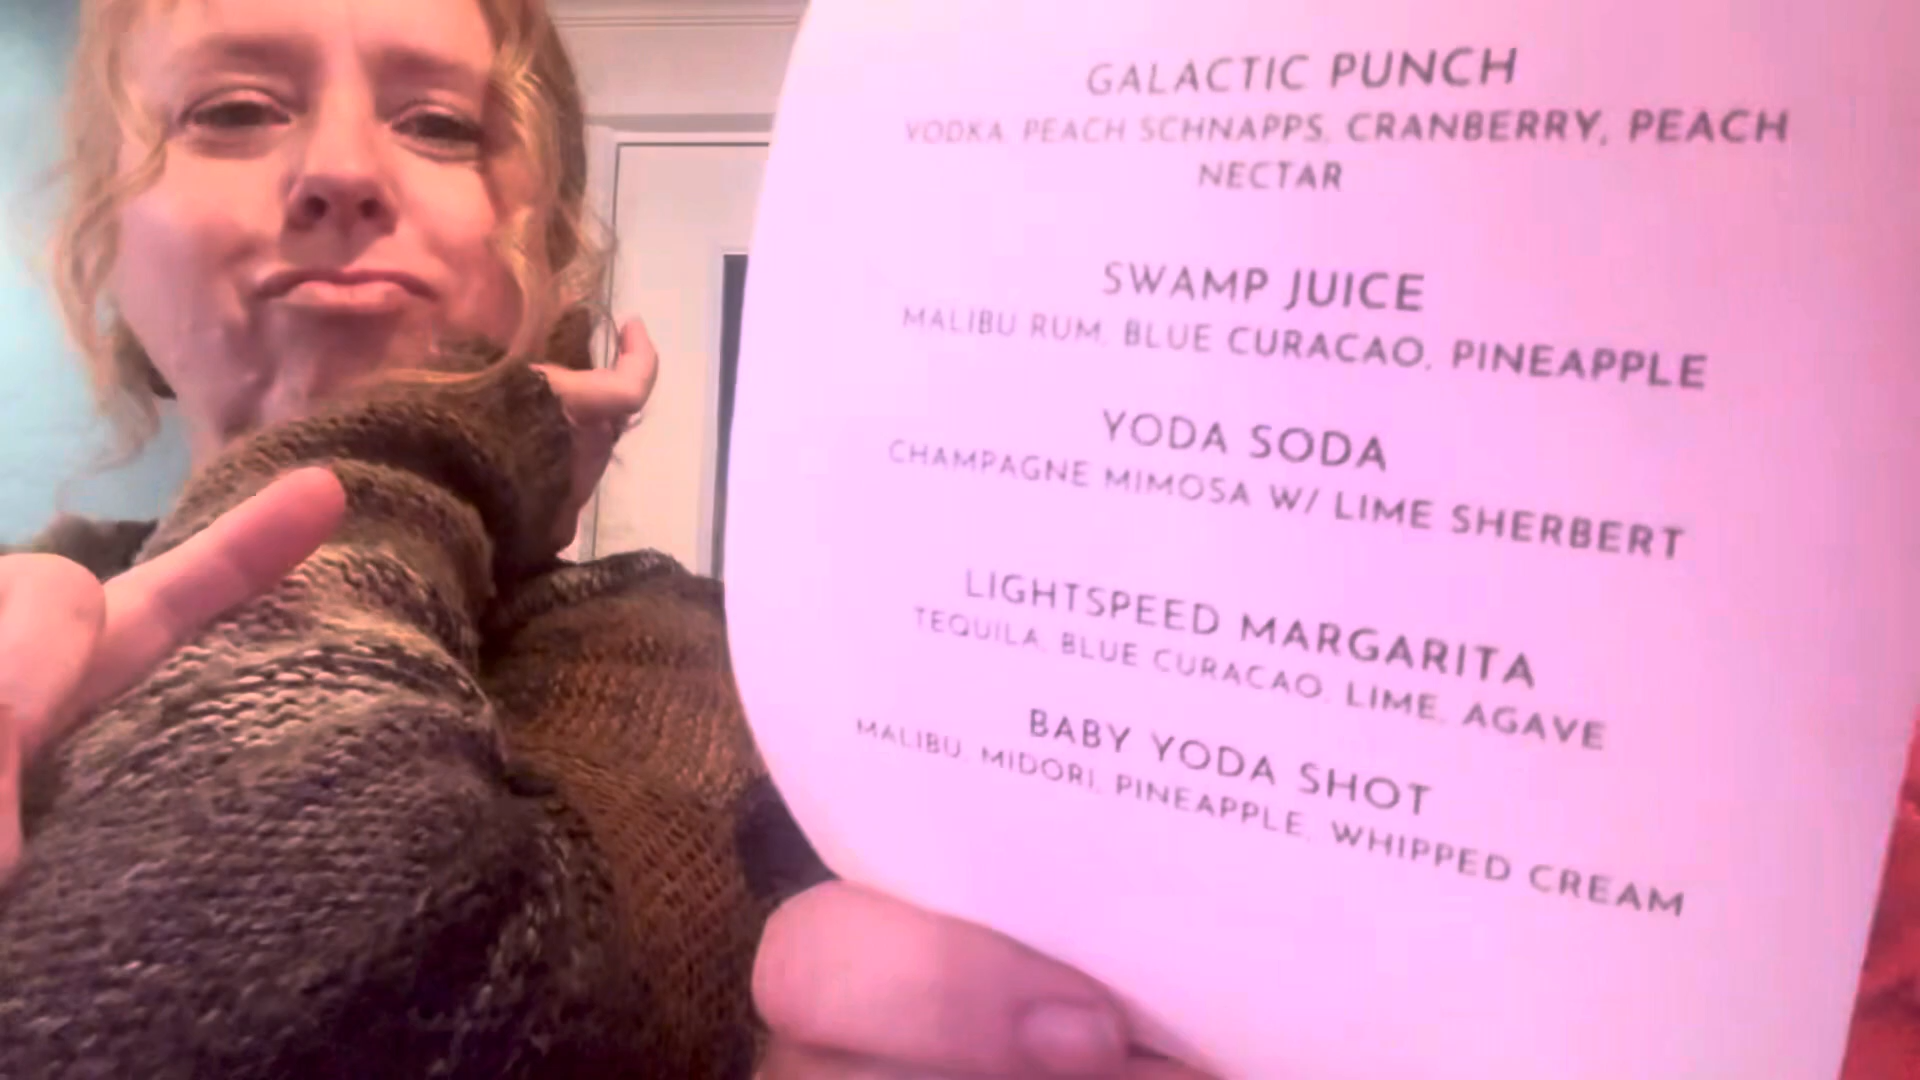 GALACTIC PUNCH
VODKA, PEACH SCHNAPPS, CRANBERRY, PEACH
NECTAR
SWAMP JUICE
MALIBU RUM, BLUE CURACAO, PINEAPPLE
YODA SODA
CHAMPAGNE MIMOSA W/ LIME SHERBERT
LIGHTSPEED MARGARITA
TEQUILA, BLUE CURACAO, LIME, AGAVE
BABY YODA SHOT
MALIBU, MIDORI, PINEAPPLE, WHIPPED CREAM